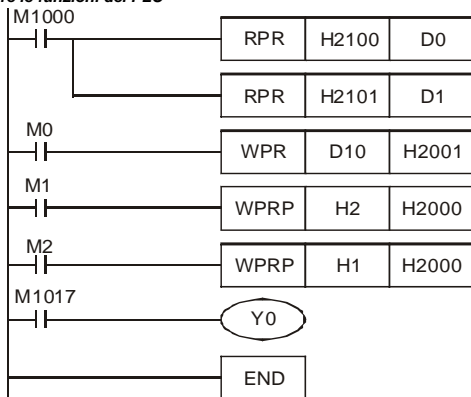 le funzioni del PLC
M1000
RPR H2100 D0
RPR H2101 D1
M0
WPR D10 H2001
M1
WPRP H2 H2000
M2
WPRP H1 H2000
M1017
Y0
END